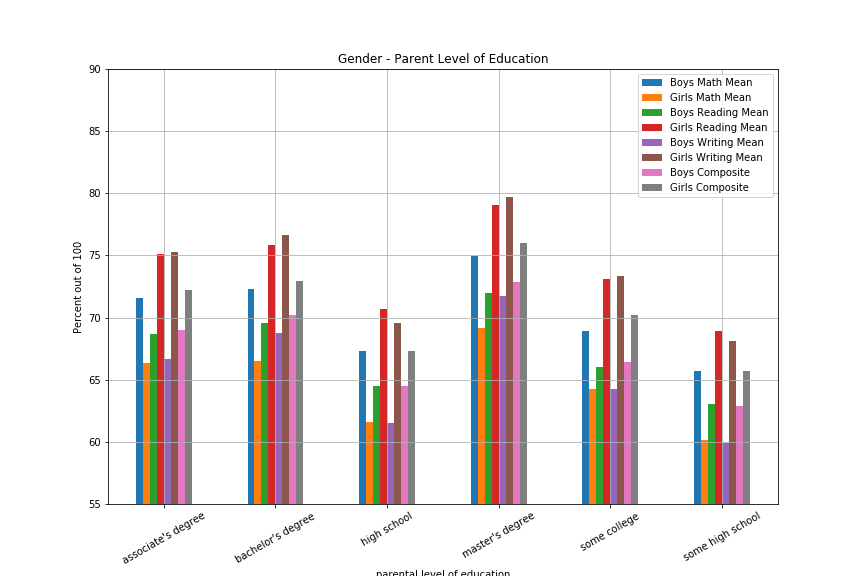 Gender - Parent Level of Education
90
85
80
75
70
65
60
55
Percent out of 100
Boys Math Mean
Girls Math Mean
Boys Reading Mean
Girls Reading Mean
Boys Writing Mean
Girls Writing Mean
Boys Composite
Girls Composite
associate's degree
bachelor's degree
high school
master's degree
some college
some high school
parental level of education